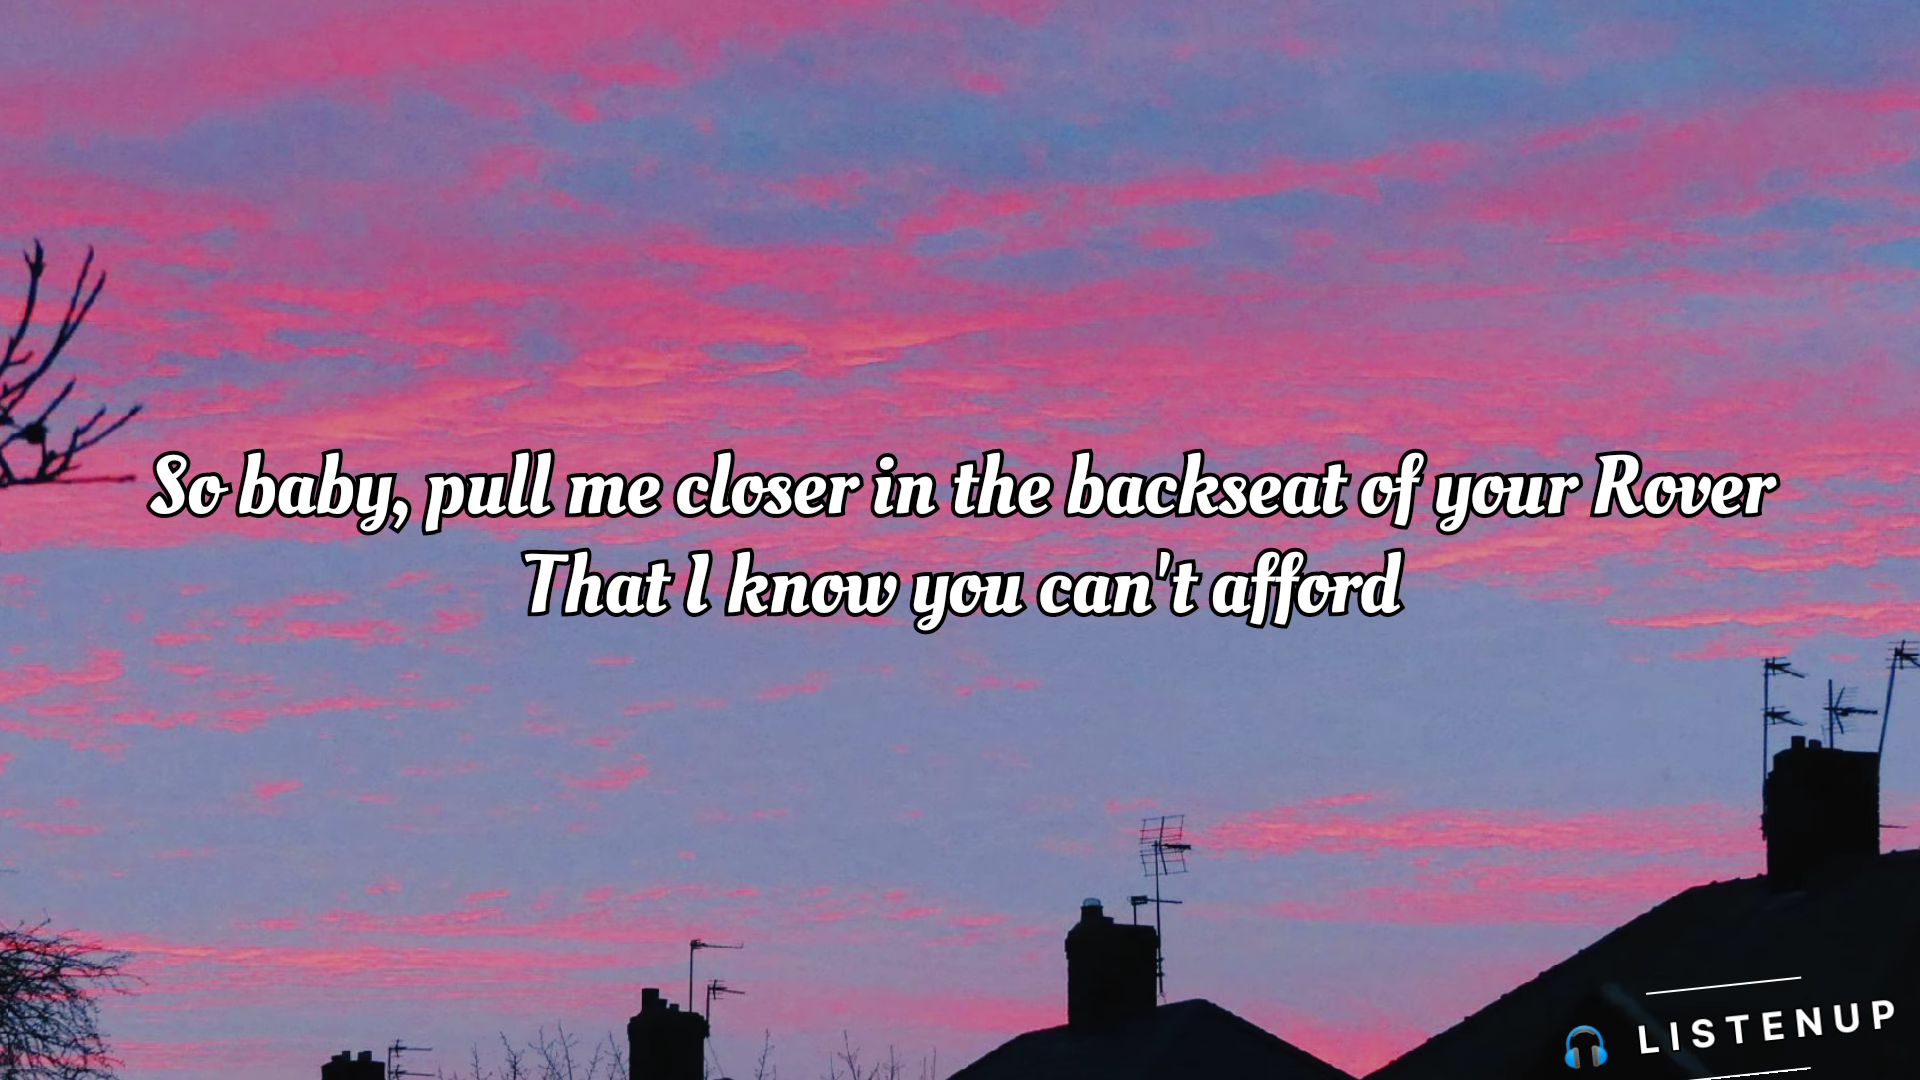 So baby, pull me closer in the backseat of your Rover
That I know you can't afford
LISTENUP